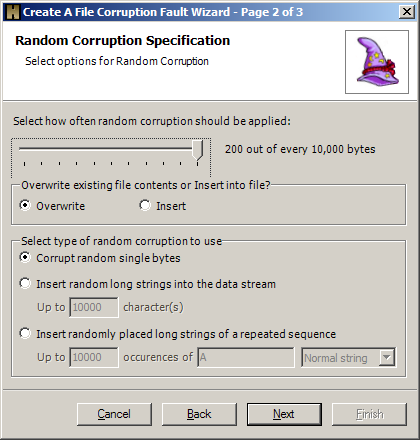 Create A File Corruption Fault Wizard - Page 2 of 3
Random Corruption Specification
Select options for Random Corruption
Select how often random corruption should be applied:
200 out of every 10,000 bytes
Overwrite existing file contents or Insert into file?
Overwrite Insert
Select type of random corruption to use
Corrupt random single bytes
Insert random long strings into the data stream
Up to 10000 character(s)
Insert randomly placed long strings of a repeated sequence
Up to 10000 occurences of A Normal string
Cancel Back Next Finish